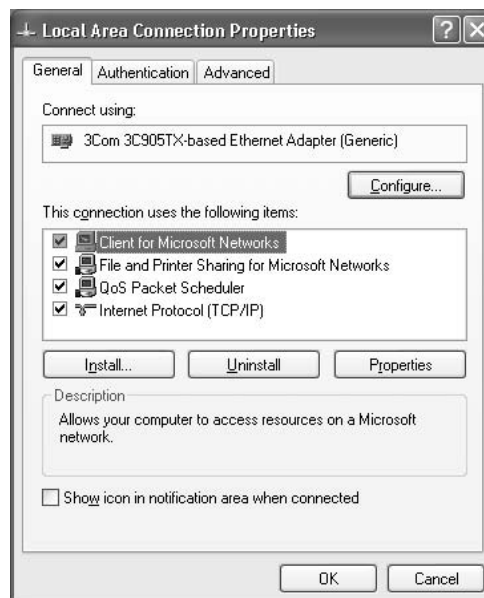 Local Area Connection Properties
General Authentication Advanced
Connect using:
3Com 3C905TX-based Ethernet Adapter (Generic)
Configure...
This connection uses the following items:
Client for Microsoft Networks
File and Printer Sharing for Microsoft Networks
QoS Packet Scheduler
Internet Protocol (TCP/IP)
Install... Uninstall Properties
Description
Allows your computer to access resources on a Microsoft
network.
Show icon in notification area when connected
OK Cancel